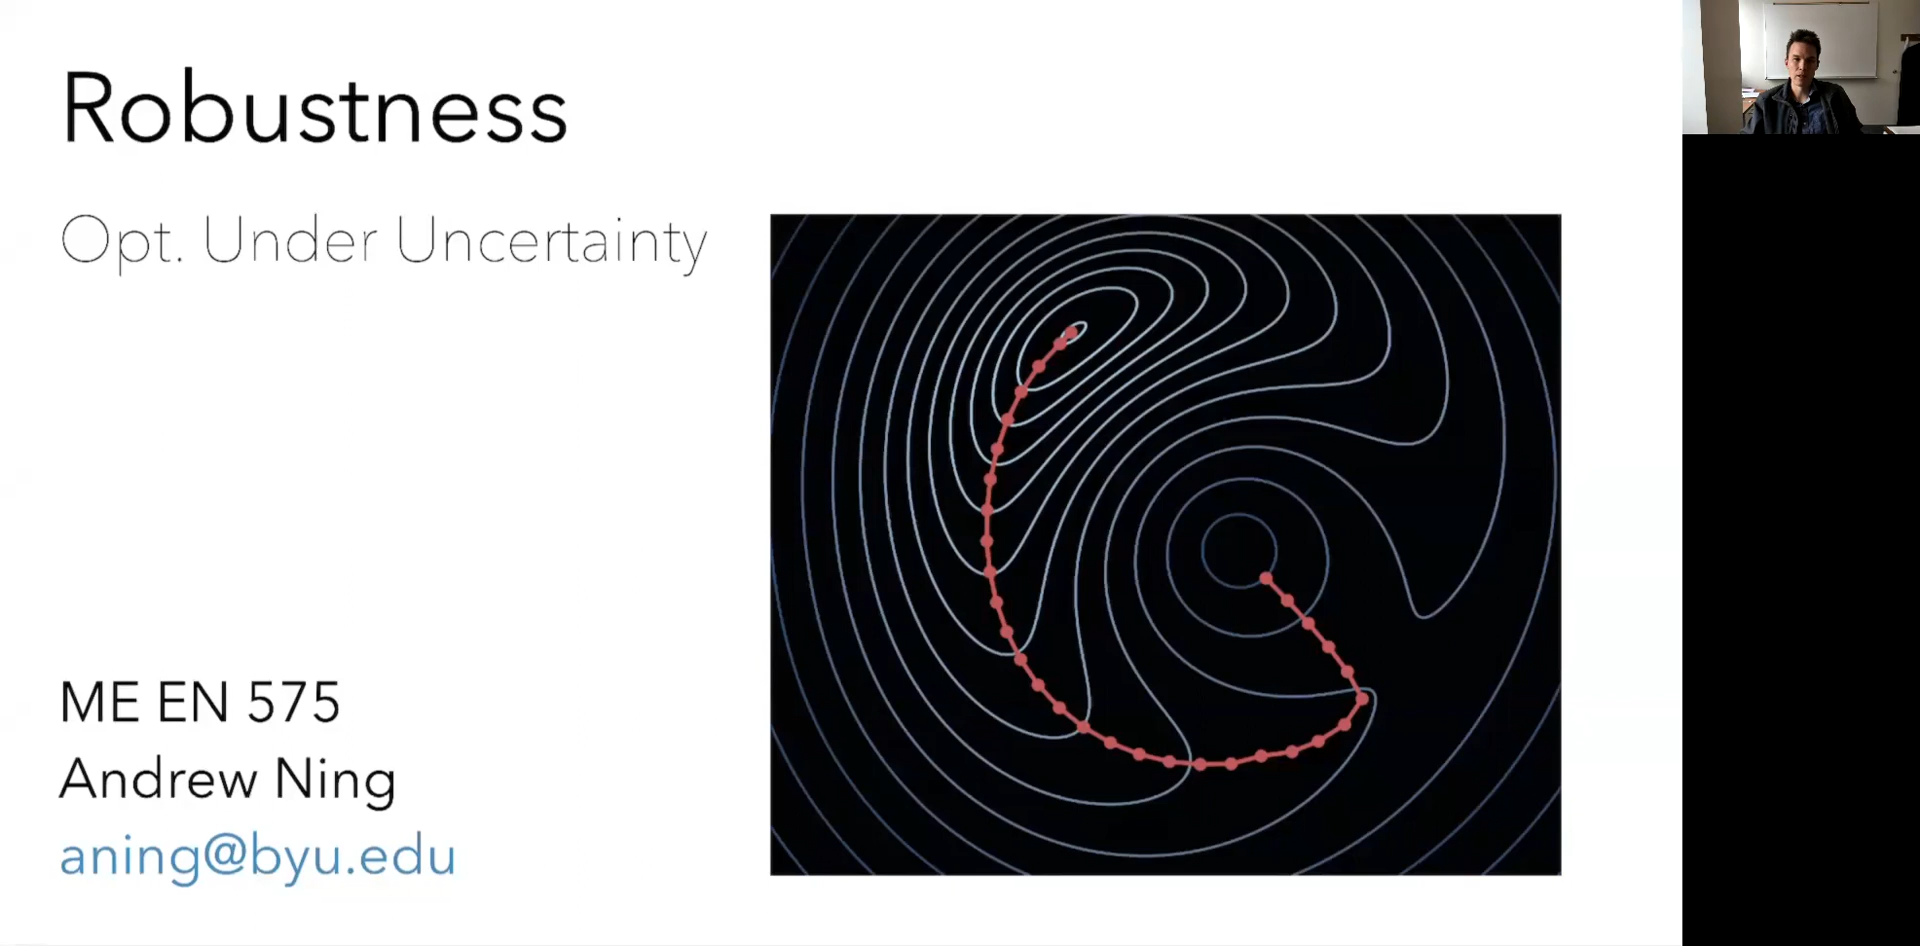 Robustness
Opt. Under Uncertainty
ME EN 575
Andrew Ning
aning@byu.edu